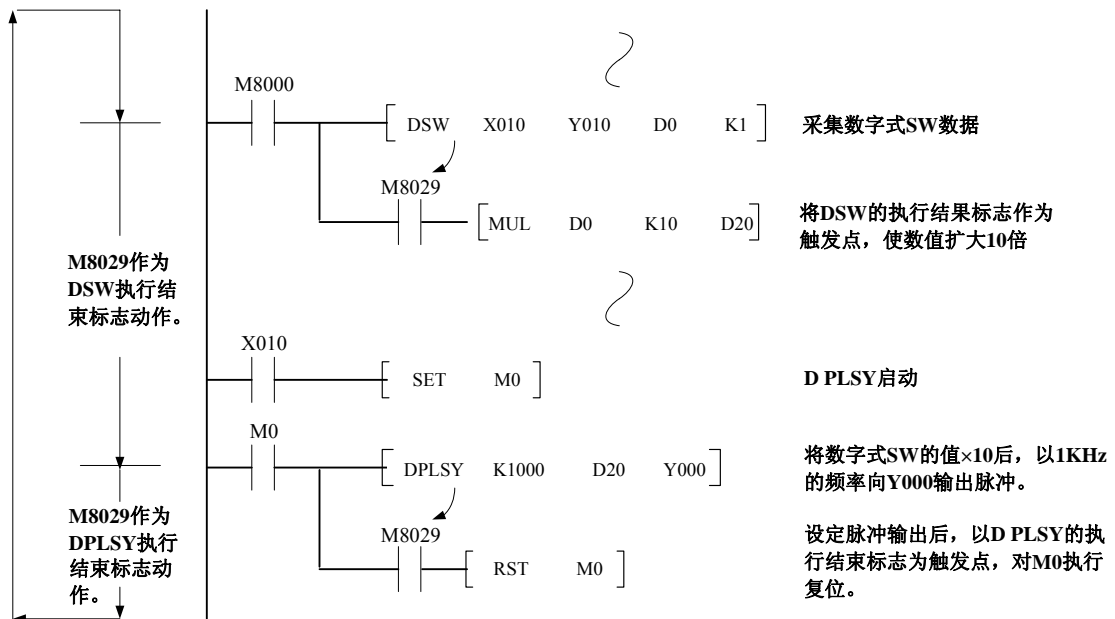 M8000
DSW X010 Y010 D0 K1
采集数字式SW数据
M8029
MUL D0 K10 D20
将DSW的执行结果标志作为
触发点，使数值扩大10倍
M8029作为
DSW执行结
束标志动作。
X010
SET M0
D PLSY启动
M0
DPLSY K1000 D20 Y000
将数字式SW的值×10后，以1KHz
的频率向Y000输出脉冲。
M8029作为
DPLSY执行
结束标志动
作。
M8029
RST M0
设定脉冲输出后，以D PLSY的执
行结束标志为触发点，对M0执行
复位。